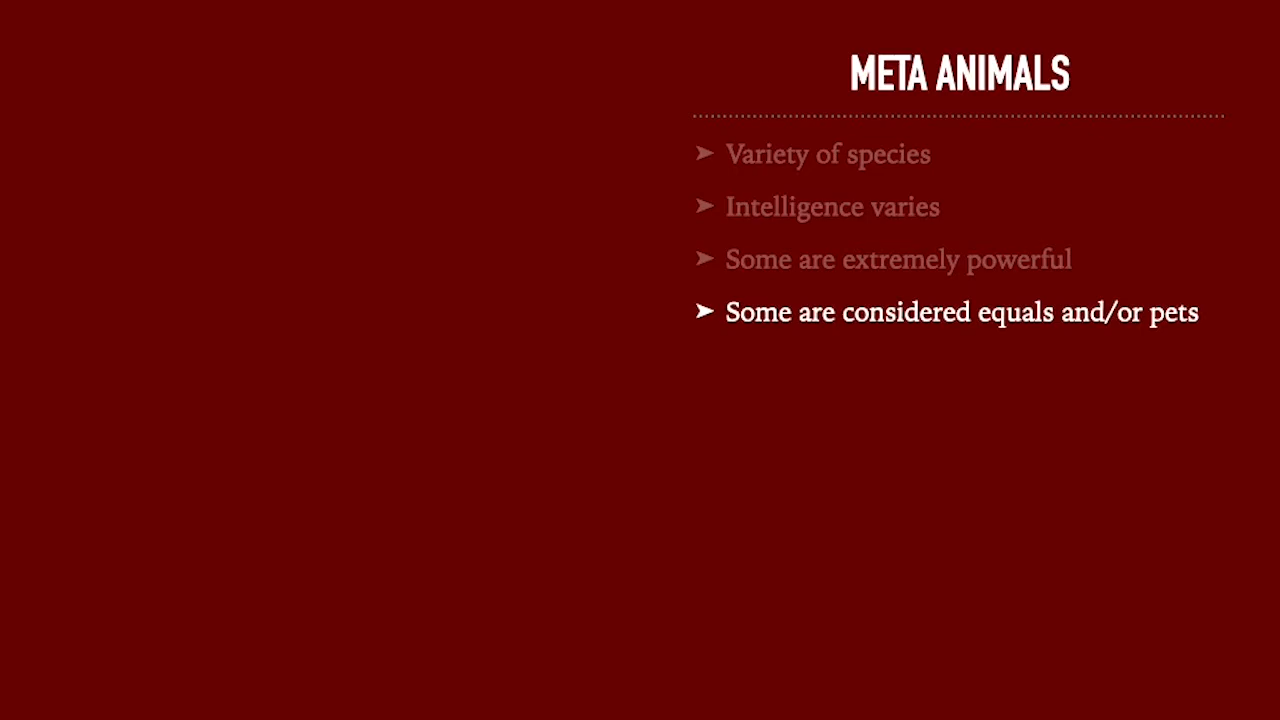 META ANIMALS
➤ Variety of species
➤ Intelligence varies
➤ Some are extremely powerful
➤ Some are considered equals and/or pets